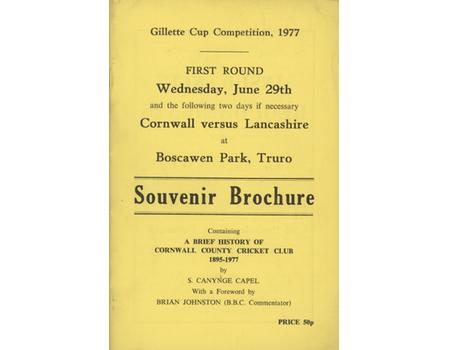 Gillette Cup Competition, 1977
FIRST ROUND
Wednesday, June 29th
and the following two days if necessary
Cornwall versus Lancashire
at
Boscawen Park, Truro
Souvenir Brochure
Containing
A BRIEF HISTORY OF
CORNWALL COUNTY CRICKET CLUB
1895-1977
by
S. CANYNGE CAPEL
With a Foreword by
BRIAN JOHNSTON (B.B.C. Commentator)
PRICE 50p